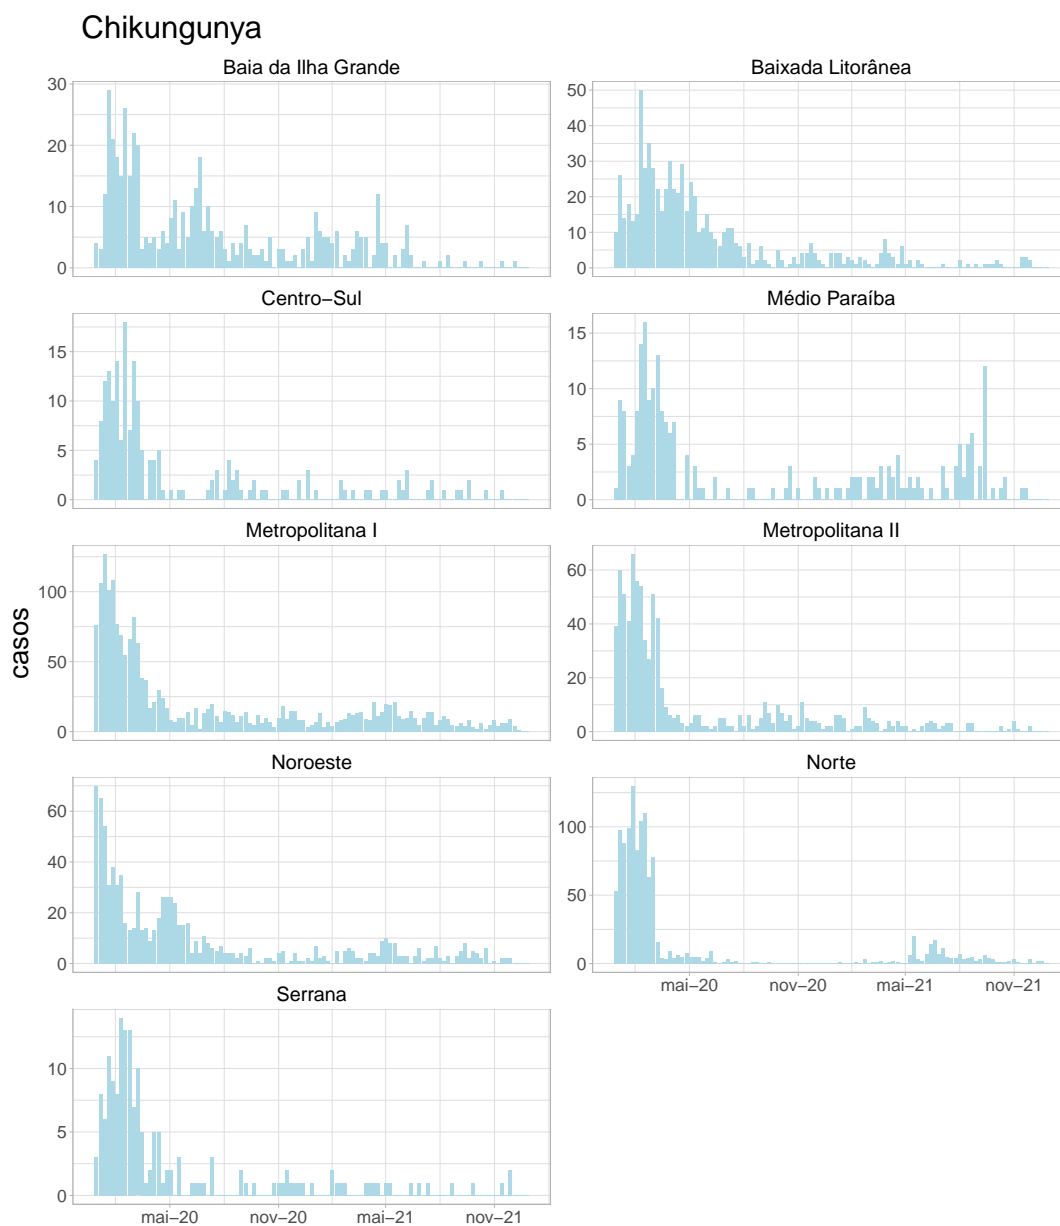 Chikungunya
Baia da Ilha Grande
30
20
10
0
Baixada Litorânea
50
40
30
20
10
0
Centro−Sul
15
10
5
0
Médio Paraíba
15
10
5
0
Metropolitana I
100
50
0
Metropolitana II
60
40
20
0
casos
Noroeste
60
40
20
0
Norte
100
50
0
mai−20 nov−20 mai−21 nov−21
Serrana
10
5
0
mai−20 nov−20 mai−21 nov−21